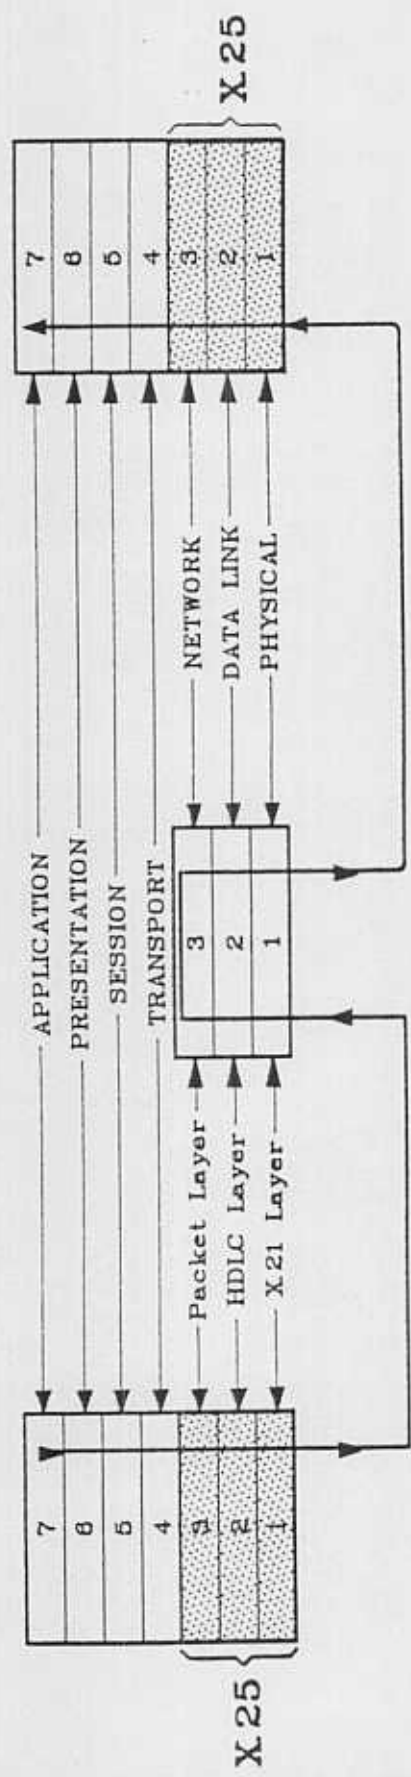 7 APPLICATION 7
6 PRESENTATION 6
5 SESSION 5
4 TRANSPORT 4
3 Packet Layer 3 NETWORK 3
2 HDLC Layer 2 DATA LINK 2
1 X.21 Layer 1 PHYSICAL 1
X.25 X.25